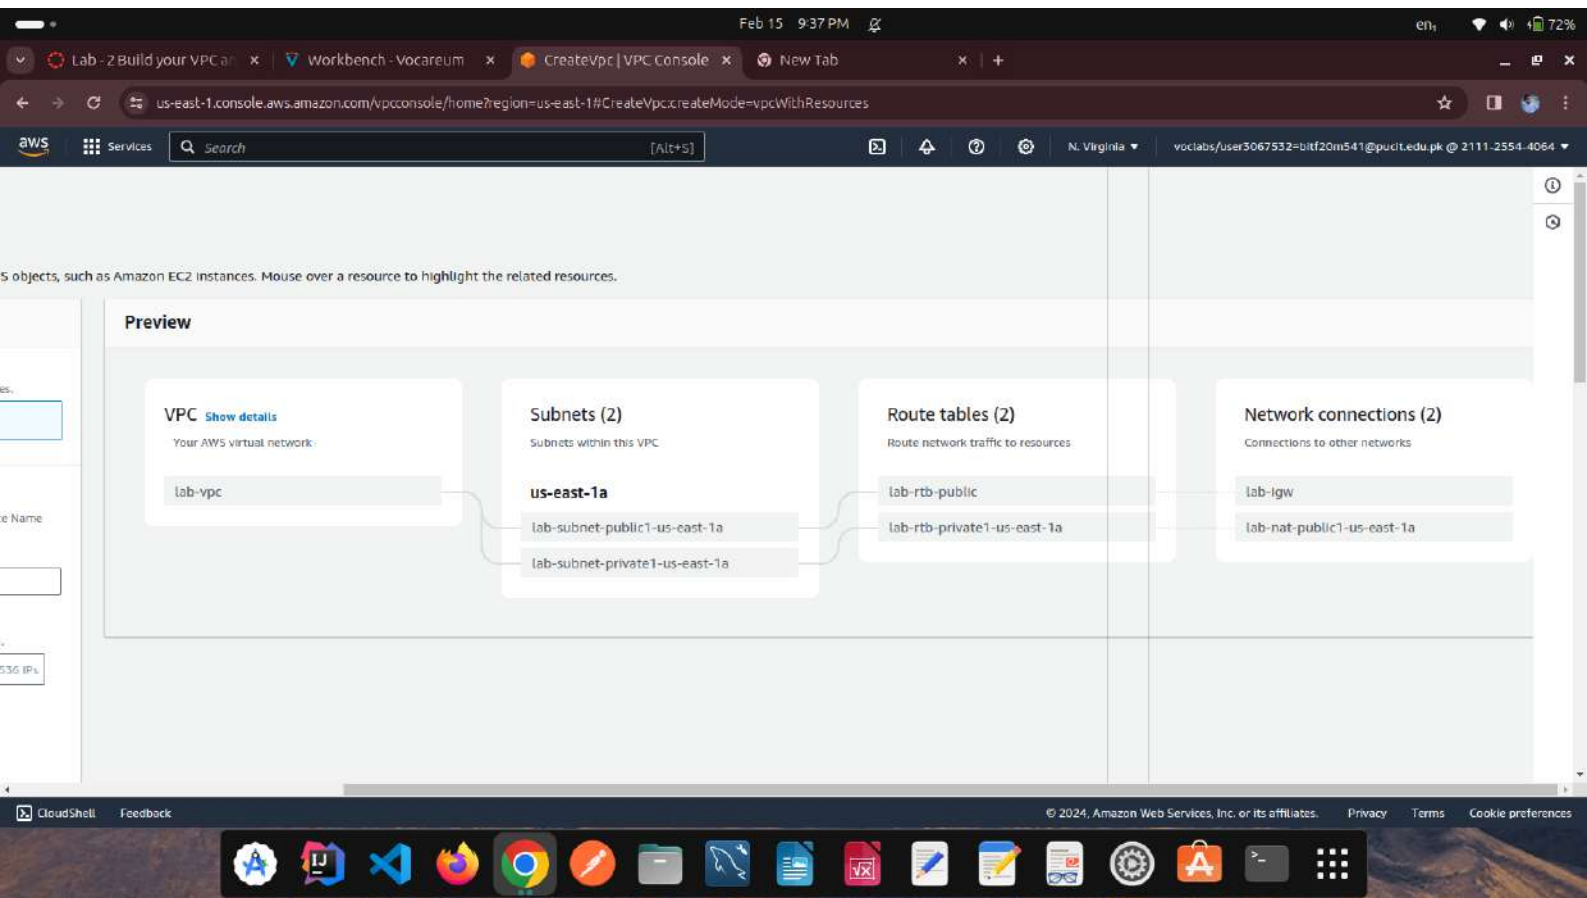 Feb 15 9:37 PM
en₁
72%
Lab - 2 Build your VPC an
Workbench - Vocareum
CreateVpc | VPC Console
New Tab
us-east-1.console.aws.amazon.com/vpcconsole/home?region=us-east-1#CreateVpc:createMode=vpcWithResources
aws
Services
Search
[Alt+S]
N. Virginia
voclabs/user3067532=bitf20m541@pucit.edu.pk @ 2111-2554-4064
S objects, such as Amazon EC2 instances. Mouse over a resource to highlight the related resources.
Preview
es.
VPC Show details
Your AWS virtual network
lab-vpc
Subnets (2)
Subnets within this VPC
us-east-1a
lab-subnet-public1-us-east-1a
lab-subnet-private1-us-east-1a
Route tables (2)
Route network traffic to resources
lab-rtb-public
lab-rtb-private1-us-east-1a
Network connections (2)
Connections to other networks
lab-igw
lab-nat-public1-us-east-1a
e Name
536 IPs
CloudShell
Feedback
© 2024, Amazon Web Services, Inc. or its affiliates.
Privacy
Terms
Cookie preferences